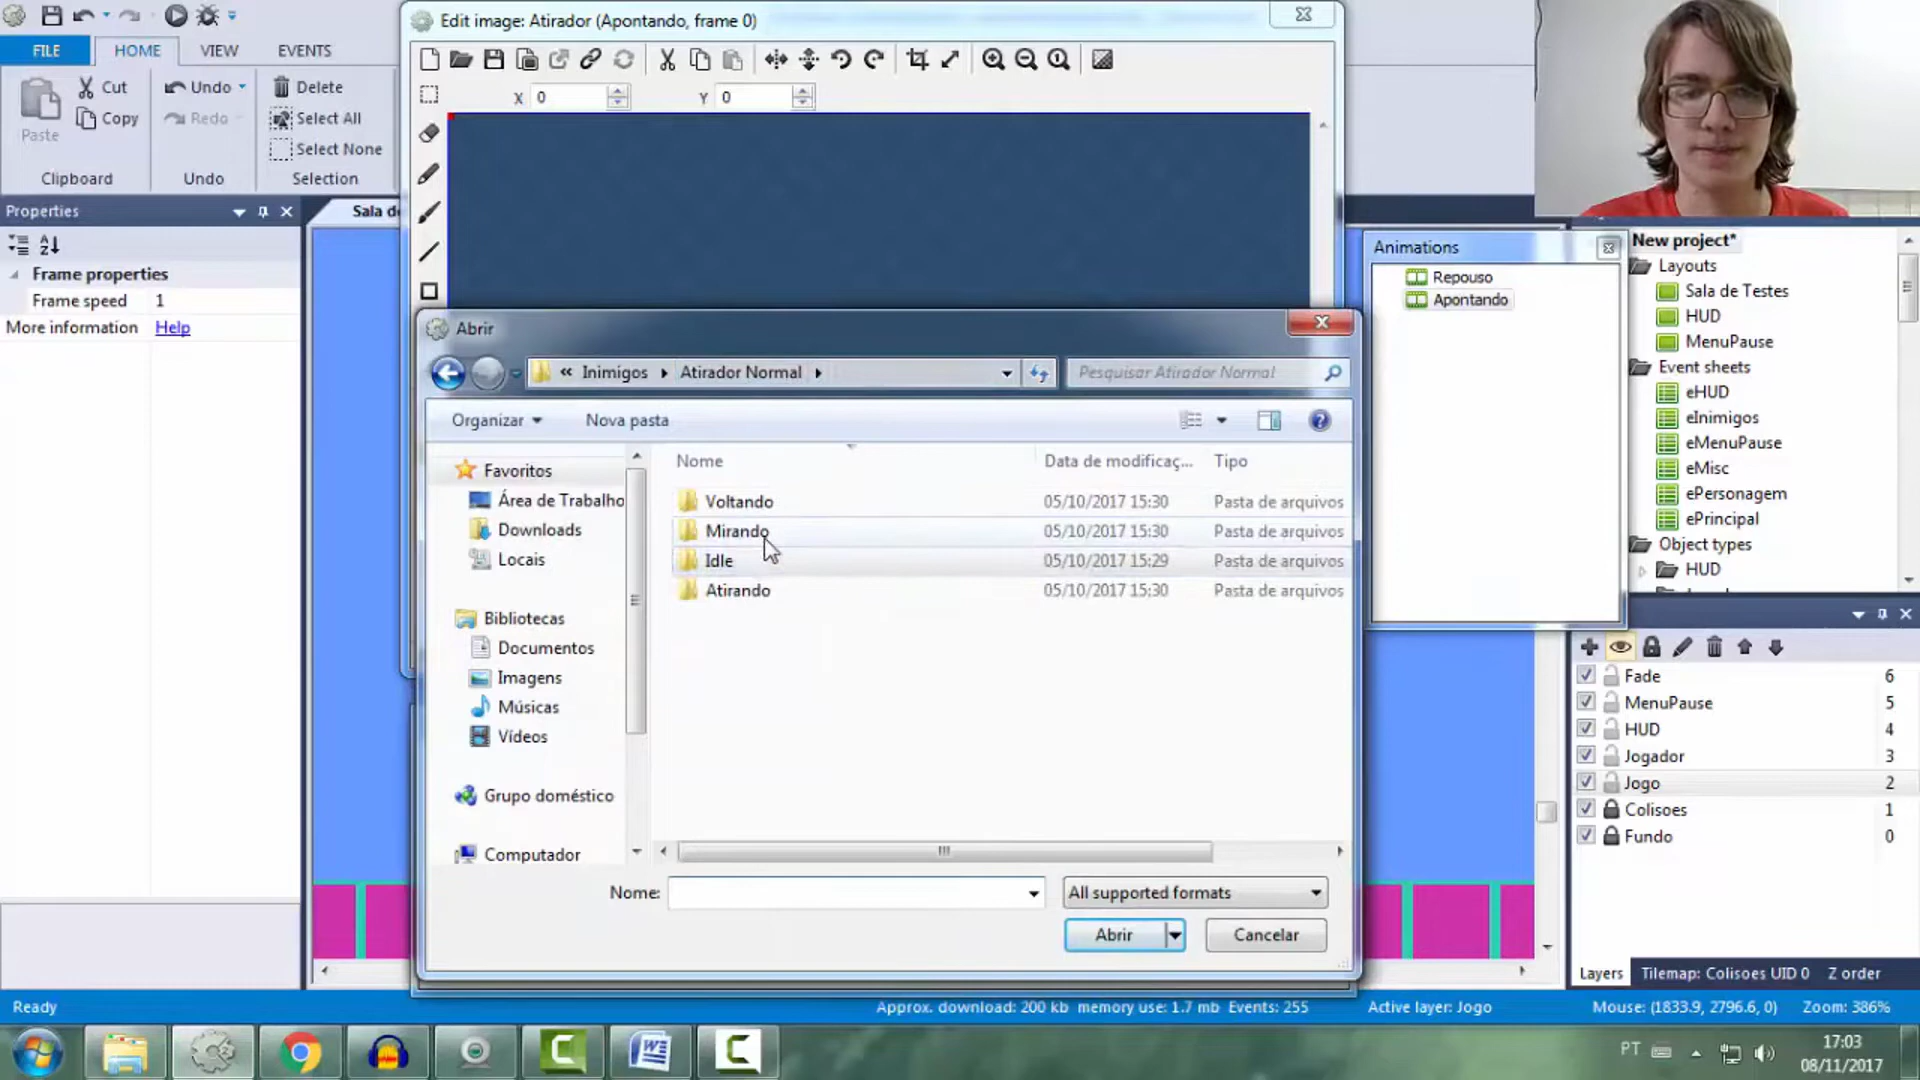 Edit image: Atirador (Apontando, frame 0)
FILE
HOME
VIEW
EVENTS
Cut
Copy
Paste
Undo
Redo
Delete
Select All
Select None
Clipboard
Undo
Selection
X 0
Y 0
Properties
Frame properties
Frame speed 1
More information Help
Sala de
Animations
Repouso
Apontando
New project*
Layouts
Sala de Testes
HUD
MenuPause
Event sheets
eHUD
eInimigos
eMenuPause
eMisc
ePersonagem
ePrincipal
Object types
HUD
Abrir
« Inimigos Atirador Normal
Pesquisar Atirador Normal
Organizar
Nova pasta
Favoritos
Área de Trabalho
Downloads
Locais
Bibliotecas
Documentos
Imagens
Músicas
Vídeos
Grupo doméstico
Computador
Nome Data de modificaç... Tipo
Voltando 05/10/2017 15:30 Pasta de arquivos
Mirando 05/10/2017 15:30 Pasta de arquivos
Idle 05/10/2017 15:29 Pasta de arquivos
Atirando 05/10/2017 15:30 Pasta de arquivos
Nome:
All supported formats
Abrir
Cancelar
Fade 6
MenuPause 5
HUD 4
Jogador 3
Jogo 2
Colisoes 1
Fundo 0
Layers
Tilemap: Colisoes UID 0
Z order
Ready
Approx. download: 200 kb memory use: 1.7 mb Events: 255
Active layer: Jogo
Mouse: (1833.9, 2796.6, 0)
Zoom: 386%
PT
17:03
08/11/2017